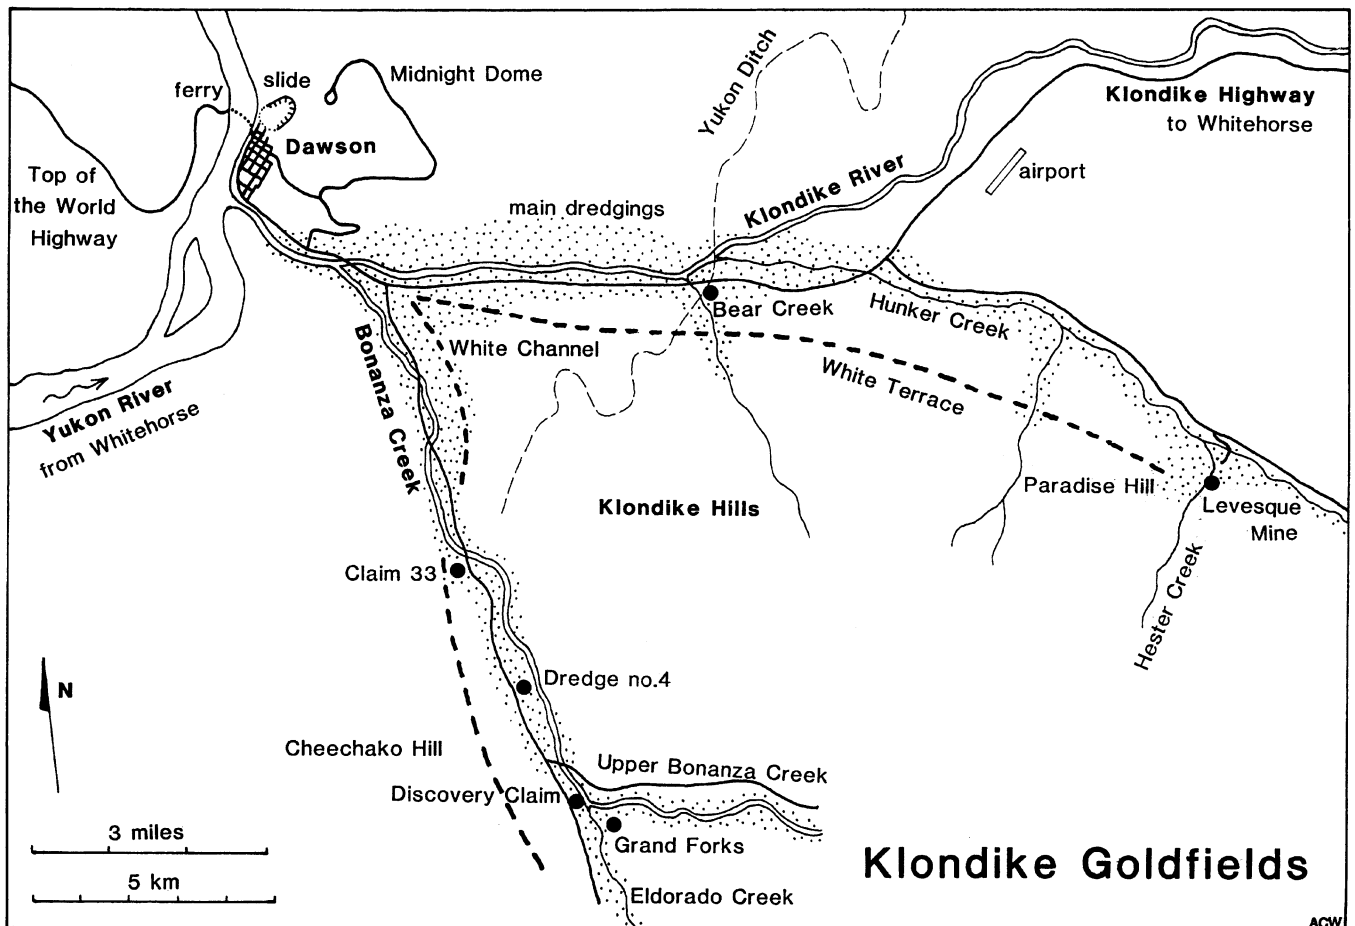 Yukon Ditch
Midnight Dome
slide
ferry
Klondike Highway
to Whitehorse
Dawson
Top of
the World
Highway
airport
Klondike River
main dredgings
Bear Creek
Hunker Creek
White Channel
White Terrace
Bonanza Creek
Yukon River
from Whitehorse
Klondike Hills
Paradise Hill
Levesque
Mine
Claim 33
Hester Creek
N
Dredge no.4
Cheechako Hill
Upper Bonanza Creek
Discovery Claim
3 miles
Grand Forks
Klondike Goldfields
5 km
Eldorado Creek
ACW